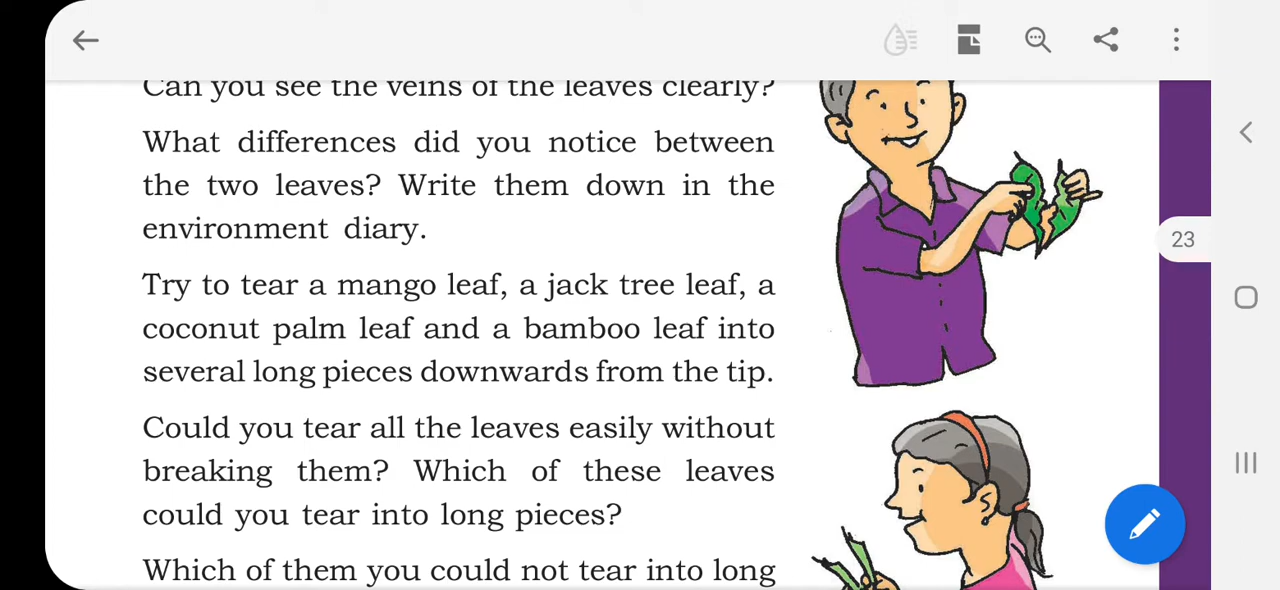 Can you see the veins of the leaves clearly?
What differences did you notice between
the two leaves? Write them down in the
environment diary.
23
Try to tear a mango leaf, a jack tree leaf, a
coconut palm leaf and a bamboo leaf into
several long pieces downwards from the tip.
Could you tear all the leaves easily without
breaking them? Which of these leaves
could you tear into long pieces?
Which of them you could not tear into long